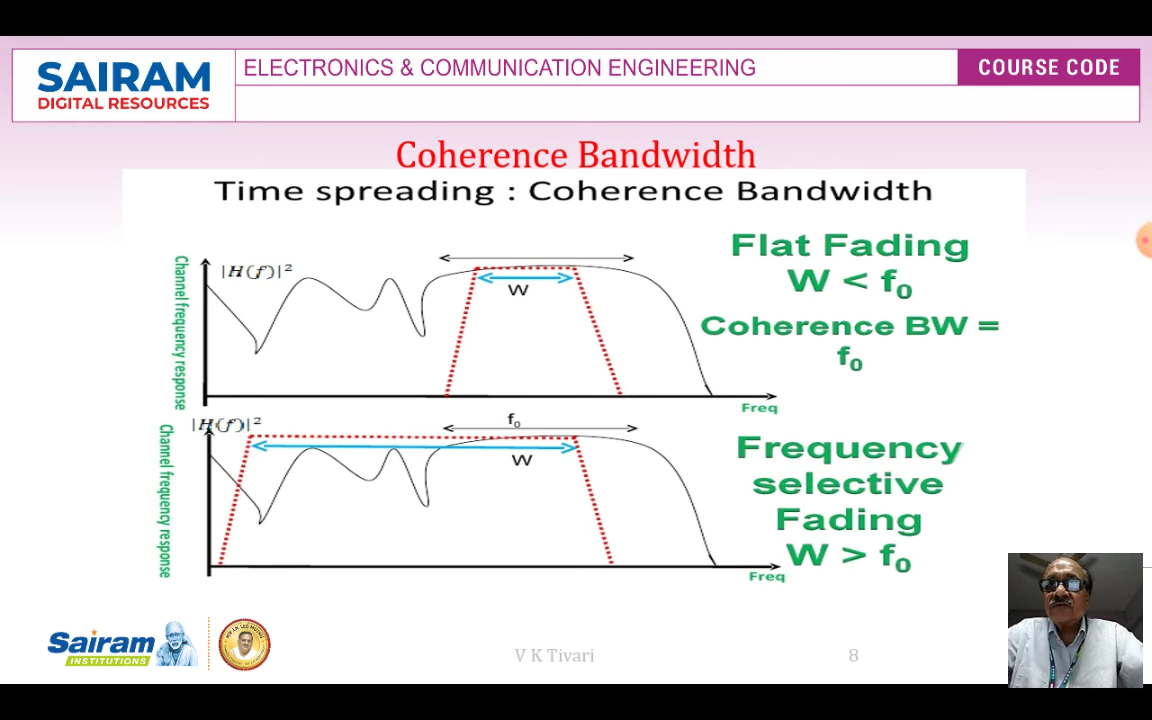 SAIRAM
DIGITAL RESOURCES
ELECTRONICS & COMMUNICATION ENGINEERING
COURSE CODE
Coherence Bandwidth
Time spreading : Coherence Bandwidth
Channel frequency response
|H(f)|²
W
Freq
Flat Fading
W < f₀
Coherence BW =
f₀
Channel frequency response
|H(f)|²
f₀
W
Freq
Frequency
selective
Fading
W > f₀
Sairam
INSTITUTIONS
V K Tivari
8